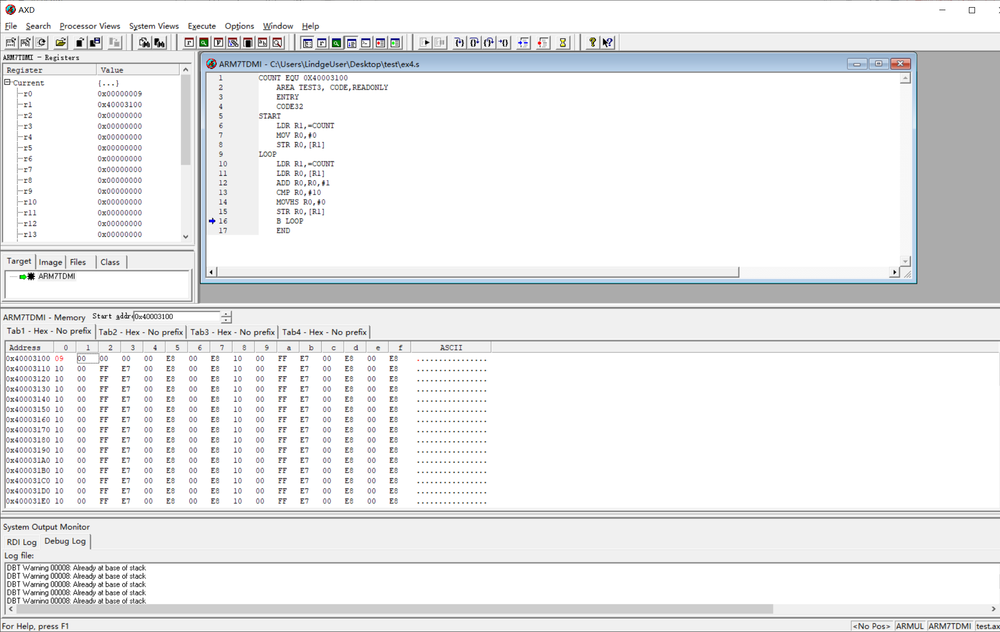 AXD
File Search Processor Views System Views Execute Options Window Help
ARM7TDMI - Registers
Register Value
Current {...}
r0 0x00000009
r1 0x40003100
r2 0x00000000
r3 0x00000000
r4 0x00000000
r5 0x00000000
r6 0x00000000
r7 0x00000000
r8 0x00000000
r9 0x00000000
r10 0x00000000
r11 0x00000000
r12 0x00000000
r13 0x00000000
Target Image Files Class
ARM7TDMI
ARM7TDMI - C:\Users\LindgeUser\Desktop\test\ex4.s
1 COUNT EQU 0X40003100
2 AREA TEST3, CODE,READONLY
3 ENTRY
4 CODE32
5 START
6 LDR R1,=COUNT
7 MOV R0,#0
8 STR R0,[R1]
9 LOOP
10 LDR R1,=COUNT
11 LDR R0,[R1]
12 ADD R0,R0,#1
13 CMP R0,#10
14 MOVHS R0,#0
15 STR R0,[R1]
16 B LOOP
17 END
ARM7TDMI - Memory Start addr 0x40003100
Tab1 - Hex - No prefix Tab2 - Hex - No prefix Tab3 - Hex - No prefix Tab4 - Hex - No prefix
Address 0 1 2 3 4 5 6 7 8 9 a b c d e f ASCII
0x40003100 09 00 00 00 00 E8 00 E8 10 00 FF E7 00 E8 00 E8 ................
0x40003110 10 00 FF E7 00 E8 00 E8 10 00 FF E7 00 E8 00 E8 ................
0x40003120 10 00 FF E7 00 E8 00 E8 10 00 FF E7 00 E8 00 E8 ................
0x40003130 10 00 FF E7 00 E8 00 E8 10 00 FF E7 00 E8 00 E8 ................
0x40003140 10 00 FF E7 00 E8 00 E8 10 00 FF E7 00 E8 00 E8 ................
0x40003150 10 00 FF E7 00 E8 00 E8 10 00 FF E7 00 E8 00 E8 ................
0x40003160 10 00 FF E7 00 E8 00 E8 10 00 FF E7 00 E8 00 E8 ................
0x40003170 10 00 FF E7 00 E8 00 E8 10 00 FF E7 00 E8 00 E8 ................
0x40003180 10 00 FF E7 00 E8 00 E8 10 00 FF E7 00 E8 00 E8 ................
0x40003190 10 00 FF E7 00 E8 00 E8 10 00 FF E7 00 E8 00 E8 ................
0x400031A0 10 00 FF E7 00 E8 00 E8 10 00 FF E7 00 E8 00 E8 ................
0x400031B0 10 00 FF E7 00 E8 00 E8 10 00 FF E7 00 E8 00 E8 ................
0x400031C0 10 00 FF E7 00 E8 00 E8 10 00 FF E7 00 E8 00 E8 ................
0x400031D0 10 00 FF E7 00 E8 00 E8 10 00 FF E7 00 E8 00 E8 ................
0x400031E0 10 00 FF E7 00 E8 00 E8 10 00 FF E7 00 E8 00 E8 ................
System Output Monitor
RDI Log Debug Log
Log file:
DBT Warning 00008: Already at base of stack
DBT Warning 00008: Already at base of stack
DBT Warning 00008: Already at base of stack
DBT Warning 00008: Already at base of stack
DBT Warning 00008: Already at base of stack
For Help, press F1 <No Pos> ARMUL ARM7TDMI test.ax